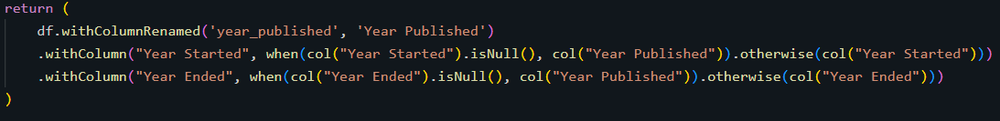 return (
    df.withColumnRenamed('year_published', 'Year Published')
    .withColumn("Year Started", when(col("Year Started").isNull(), col("Year Published")).otherwise(col("Year Started")))
    .withColumn("Year Ended", when(col("Year Ended").isNull(), col("Year Published")).otherwise(col("Year Ended")))
)